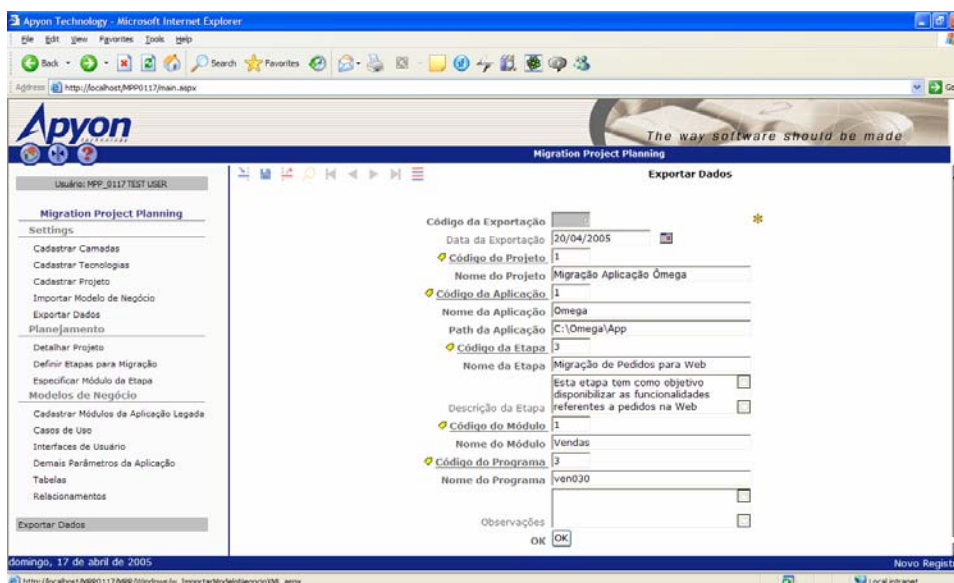 Apyon Technology - Microsoft Internet Explorer
File Edit View Favorites Tools Help
Back Search Favorites
Address http://localhost/MPP0117/main.aspx Go
Apyon
technology
The way software should be made
Migration Project Planning
Usuário: MPP_0117 TEST USER
Exportar Dados
Migration Project Planning
Settings
Cadastrar Camadas
Cadastrar Tecnologias
Cadastrar Projeto
Importar Modelo de Negócio
Exportar Dados
Planejamento
Detalhar Projeto
Definir Etapas para Migração
Especificar Módulo da Etapa
Modelos de Negócio
Cadastrar Módulos da Aplicação Legada
Casos de Uso
Interfaces de Usuário
Demais Parâmetros da Aplicação
Tabelas
Relacionamentos
Exportar Dados
Código da Exportação
Data da Exportação 20/04/2005
Código do Projeto 1
Nome do Projeto Migração Aplicação Ômega
Código da Aplicação 1
Nome da Aplicação Omega
Path da Aplicação C:\Omega\App
Código da Etapa 3
Nome da Etapa Migração de Pedidos para Web
Esta etapa tem como objetivo
disponibilizar as funcionalidades
Descrição da Etapa referentes a pedidos na Web
Código do Módulo 1
Nome do Módulo Vendas
Código do Programa 3
Nome do Programa ven030
Observações
OK OK
domingo, 17 de abril de 2005 Novo Regist
Local intranet